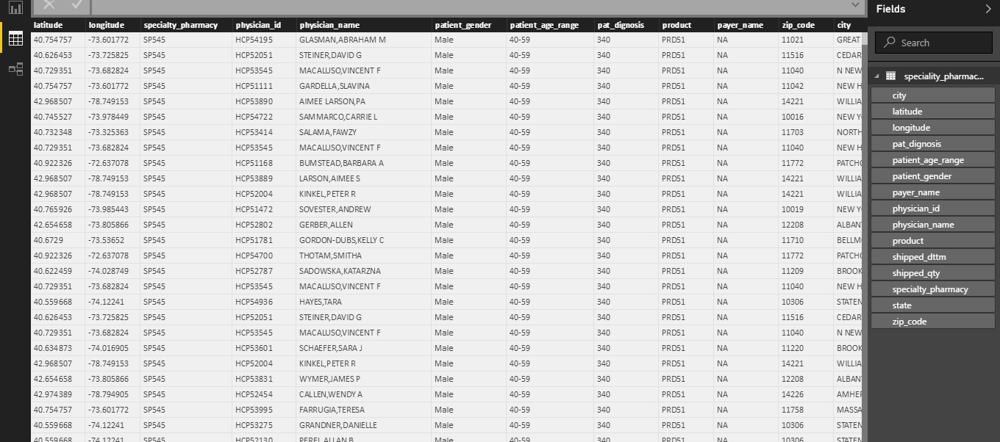 Fields
latitude longitude specialty_pharmacy physician_id physician_name patient_gender patient_age_range pat_dignosis product payer_name zip_code city
40.754757 -73.601772 SP545 HCP54195 GLASMAN,ABRAHAM M Male 40-59 340 PRD51 NA 11021 GREAT
40.626453 -73.725825 SP545 HCP52051 STEINER,DAVID G Male 40-59 340 PRD51 NA 11516 CEDAR
40.729351 -73.682824 SP545 HCP53545 MACALUSO,VINCENT F Male 40-59 340 PRD51 NA 11040 N NEW
40.754757 -73.601772 SP545 HCP51111 GARDELLA,SLAVINA Male 40-59 340 PRD51 NA 11042 NEW H
42.968507 -78.749153 SP545 HCP53890 AIMEE LARSON,PA Male 40-59 340 PRD51 NA 14221 WILLIA
40.745527 -73.978449 SP545 HCP54722 SAMMARCO,CARRIE L Male 40-59 340 PRD51 NA 10016 NEW Y
40.732348 -73.325363 SP545 HCP53414 SALAMA,FAWZY Male 40-59 340 PRD51 NA 11703 NORTH
40.729351 -73.682824 SP545 HCP53545 MACALUSO,VINCENT F Male 40-59 340 PRD51 NA 11040 NEW H
40.922326 -72.637078 SP545 HCP51168 BUMSTEAD,BARBARA A Male 40-59 340 PRD51 NA 11772 PATCHO
42.968507 -78.749153 SP545 HCP53889 LARSON,AIMEE S Male 40-59 340 PRD51 NA 14221 WILLIA
42.968507 -78.749153 SP545 HCP52004 KINKEL,PETER R Male 40-59 340 PRD51 NA 14221 WILLIA
40.765926 -73.985443 SP545 HCP51472 SOVESTER,ANDREW Male 40-59 340 PRD51 NA 10019 NEW Y
42.654658 -73.805866 SP545 HCP52802 GERBER,ALLEN Male 40-59 340 PRD51 NA 12208 ALBAN
40.6729 -73.53652 SP545 HCP51781 GORDON-DUBS,KELLY C Male 40-59 340 PRD51 NA 11710 BELLM
40.922326 -72.637078 SP545 HCP54700 THOTAM,SMITHA Male 40-59 340 PRD51 NA 11772 PATCHO
40.622459 -74.028749 SP545 HCP52787 SADOWSKA,KATARZNA Male 40-59 340 PRD51 NA 11209 BROOK
40.729351 -73.682824 SP545 HCP53545 MACALUSO,VINCENT F Male 40-59 340 PRD51 NA 11040 NEW H
40.559668 -74.12241 SP545 HCP54936 HAYES,TARA Male 40-59 340 PRD51 NA 10306 STATEN
40.626453 -73.725825 SP545 HCP52051 STEINER,DAVID G Male 40-59 340 PRD51 NA 11516 CEDAR
40.729351 -73.682824 SP545 HCP53545 MACALUSO,VINCENT F Male 40-59 340 PRD51 NA 11040 N NEW
40.634873 -74.016905 SP545 HCP53601 SCHAEFER,SARA J Male 40-59 340 PRD51 NA 11220 BROOK
42.968507 -78.749153 SP545 HCP52004 KINKEL,PETER R Male 40-59 340 PRD51 NA 14221 WILLIA
42.654658 -73.805866 SP545 HCP53831 WYMER,JAMES P Male 40-59 340 PRD51 NA 12208 ALBAN
42.974389 -78.794905 SP545 HCP52454 CALLEN,WENDY A Male 40-59 340 PRD51 NA 14226 AMHER
40.754757 -73.601772 SP545 HCP53995 FARRUGIA,TERESA Male 40-59 340 PRD51 NA 11758 MASSA
40.559668 -74.12241 SP545 HCP53275 GRANDNER,DANIELLE Male 40-59 340 PRD51 NA 10306 STATEN
40.559668 -74.12241 SP545 HCP52130 PEREL,ALLAN B Male 40-59 340 PRD51 NA 10306 STATEN
Search
speciality_pharmac...
city
latitude
longitude
pat_dignosis
patient_age_range
patient_gender
payer_name
physician_id
physician_name
product
shipped_dttm
shipped_qty
specialty_pharmacy
state
zip_code